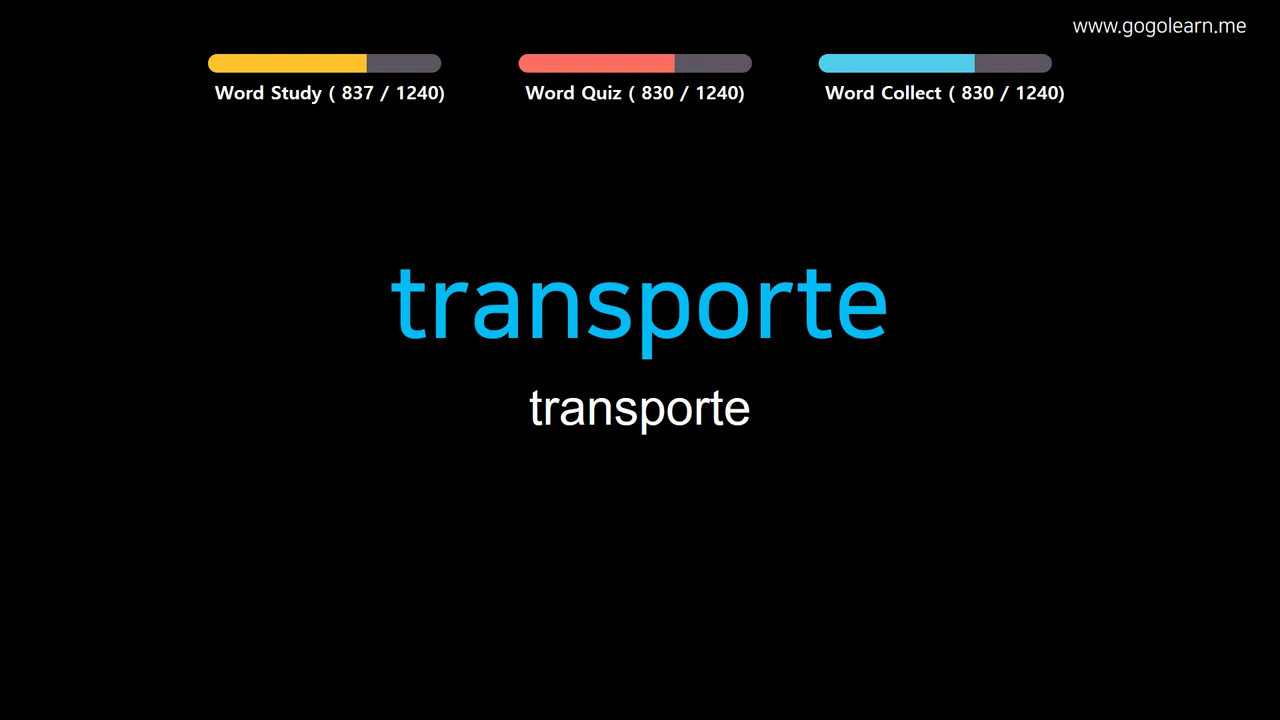 www.gogolearn.me
Word Study ( 837 / 1240)
Word Quiz ( 830 / 1240)
Word Collect ( 830 / 1240)
transporte
transporte